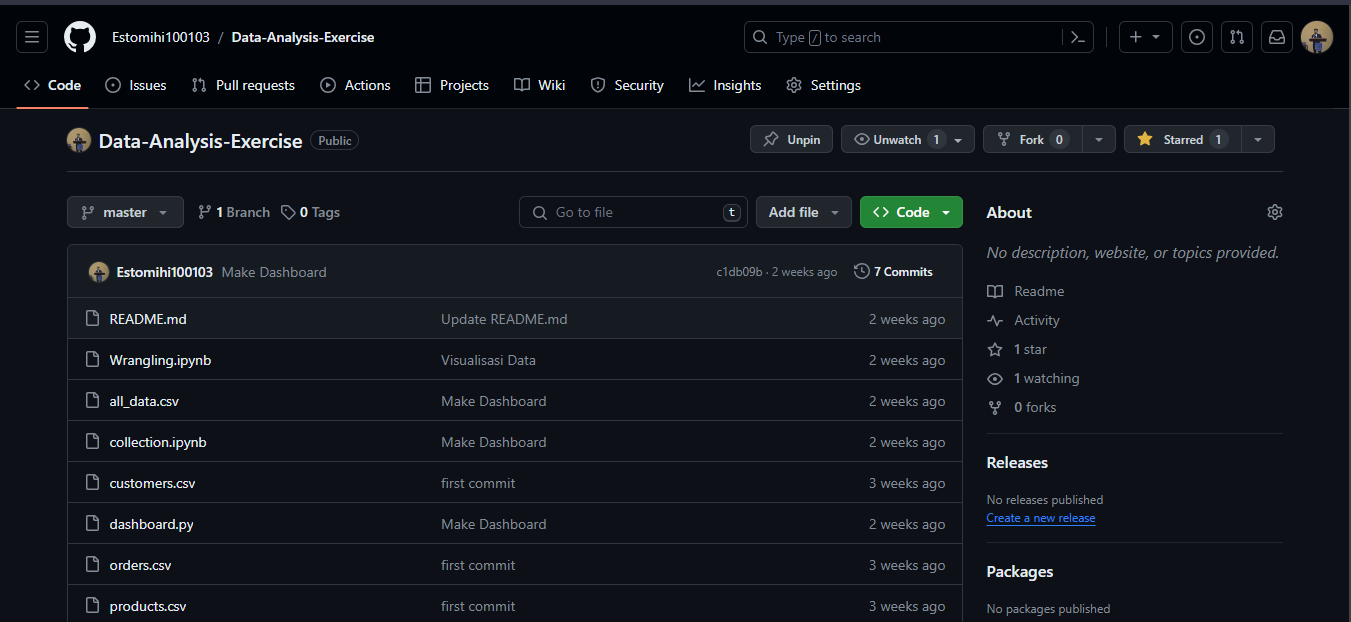 Estomihi100103 / Data-Analysis-Exercise
Type / to search
Code Issues Pull requests Actions Projects Wiki Security Insights Settings
Data-Analysis-Exercise Public
Unpin Unwatch 1 Fork 0 Starred 1
master 1 Branch 0 Tags
Go to file t Add file <> Code
Estomihi100103 Make Dashboard c1db09b · 2 weeks ago 7 Commits
README.md Update README.md 2 weeks ago
Wrangling.ipynb Visualisasi Data 2 weeks ago
all_data.csv Make Dashboard 2 weeks ago
collection.ipynb Make Dashboard 2 weeks ago
customers.csv first commit 3 weeks ago
dashboard.py Make Dashboard 2 weeks ago
orders.csv first commit 3 weeks ago
products.csv first commit 3 weeks ago
About
No description, website, or topics provided.
Readme
Activity
1 star
1 watching
0 forks
Releases
No releases published
Create a new release
Packages
No packages published